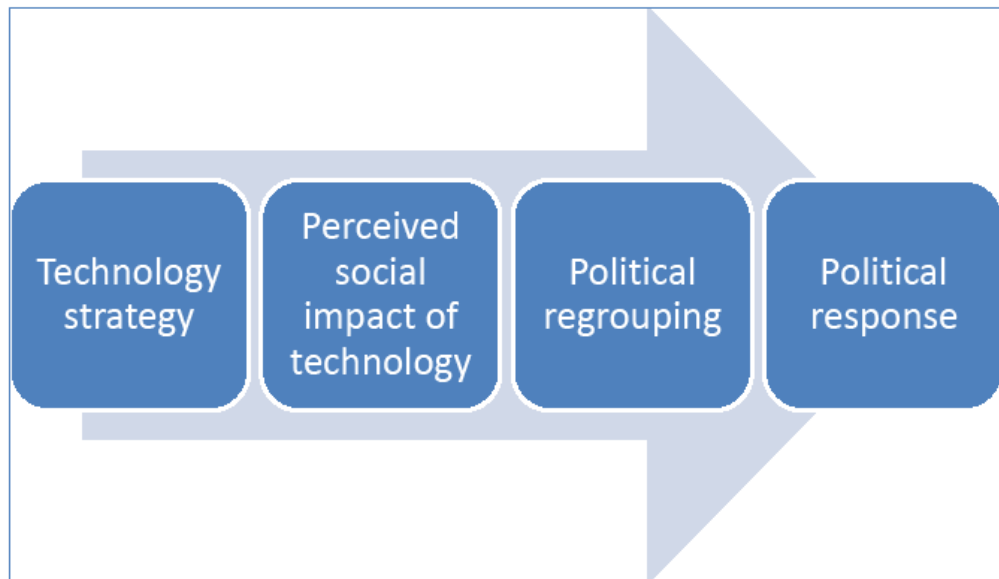 Technology
strategy
Perceived
social
impact of
technology
Political
regrouping
Political
response